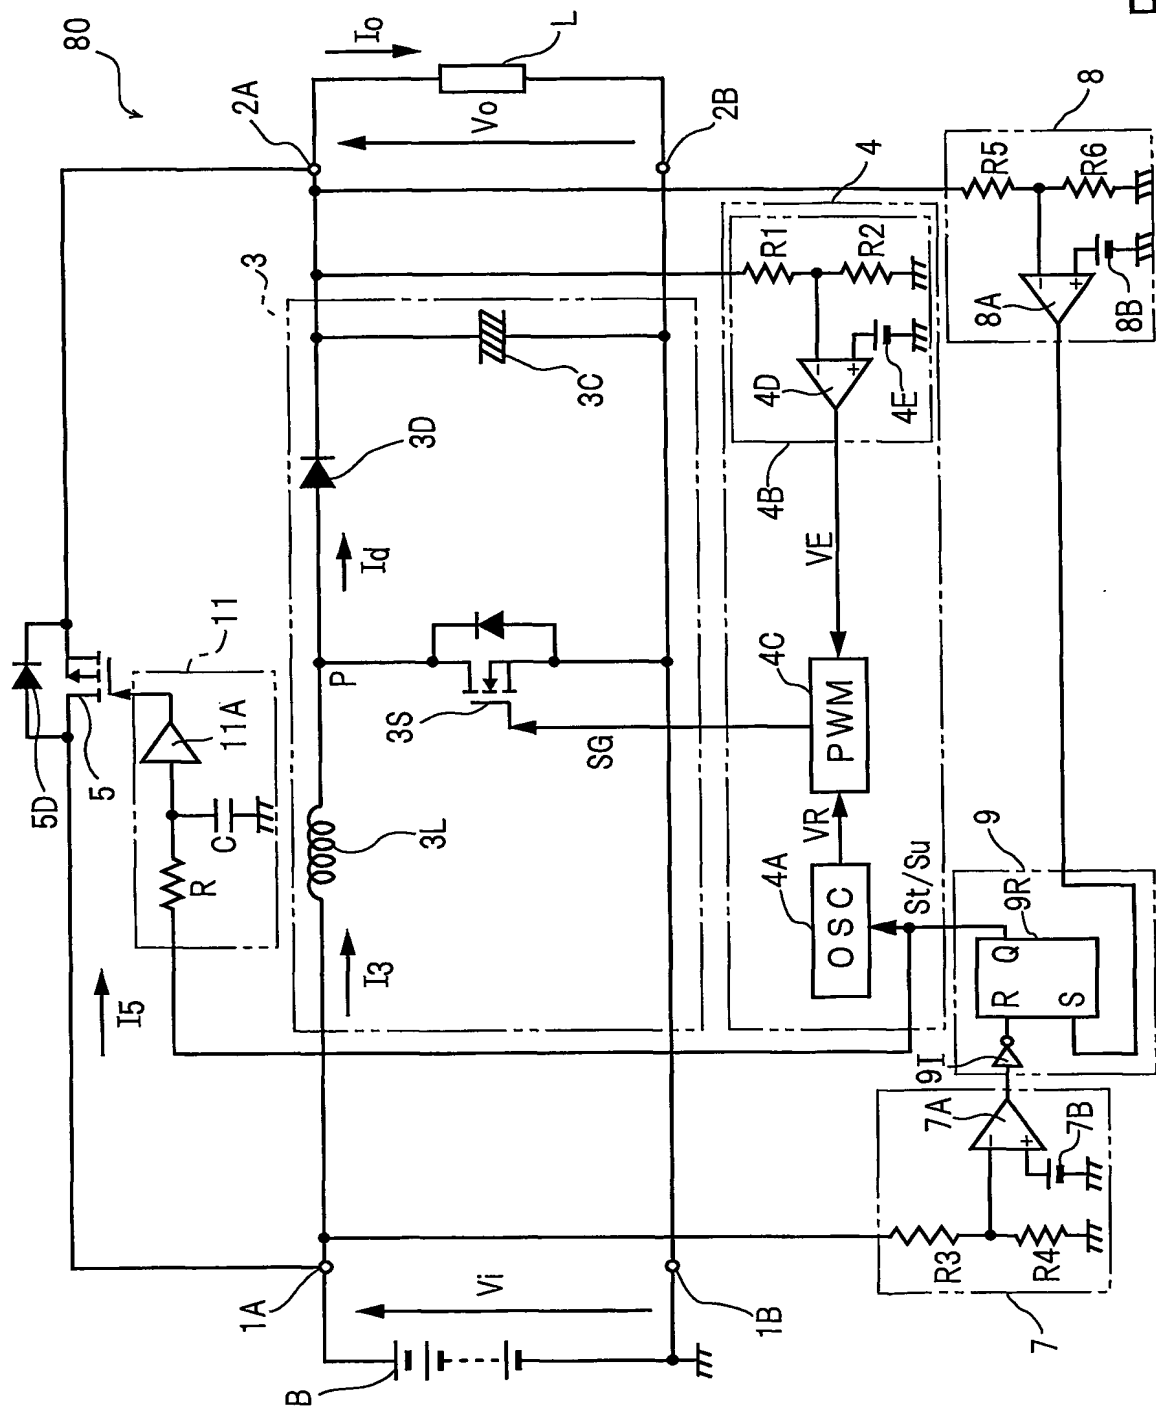 80
Io
L
2A
Vo
2B
3
3C
3D
Id
P
3S
SG
3L
I3
I5
5D
5
11
11A
C
R
4
R1
R2
4D
4E
4B
VE
4C
PWM
VR
4A
OSC
St/Su
8
R5
R6
8A
8B
9
9R
Q
R
S
9I
7A
7B
R3
R4
7
1A
Vi
1B
B